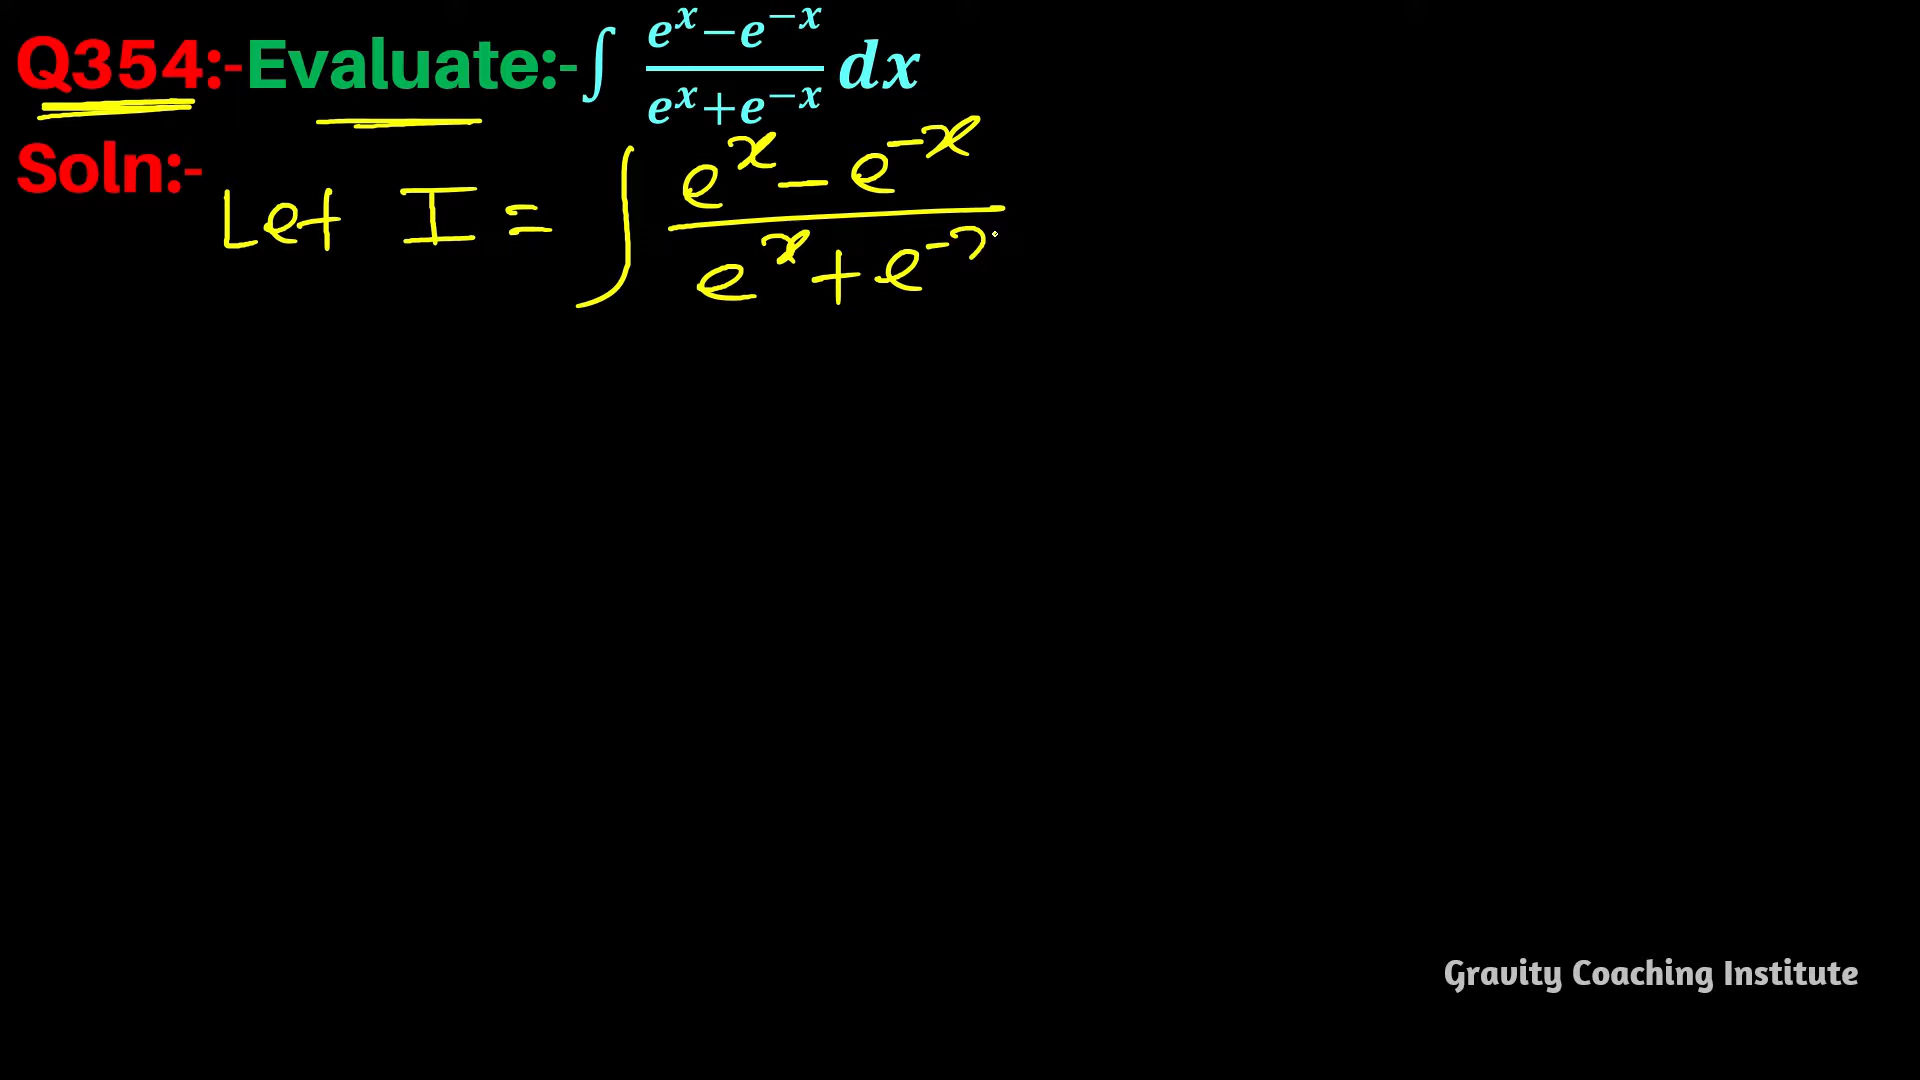 Q354:-Evaluate:-∫ (e^x−e^−x)/(e^x+e^−x) dx
Soln:-
Let I = ∫ (e^x − e^−x)/(e^x + e^−x)
Gravity Coaching Institute